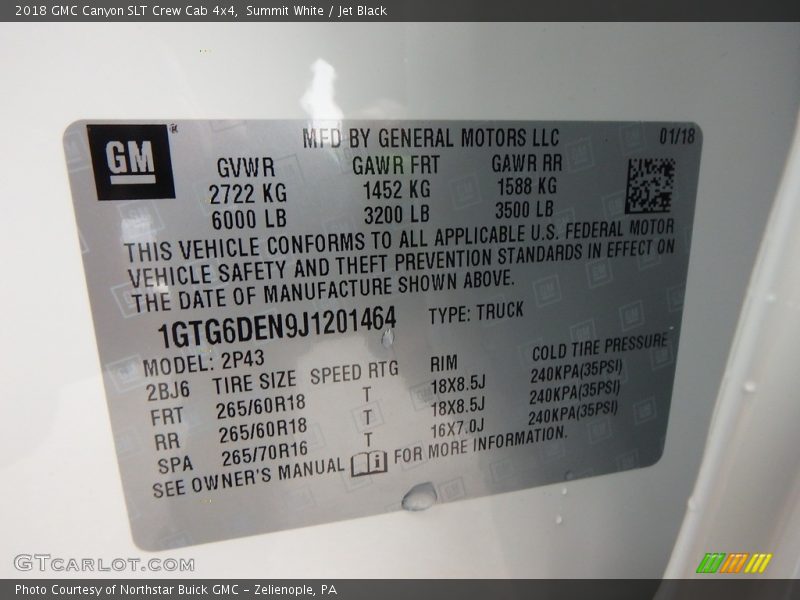 2018 GMC Canyon SLT Crew Cab 4x4, Summit White / Jet Black
GM®
MFD BY GENERAL MOTORS LLC 01/18
GVWR GAWR FRT GAWR RR
2722 KG 1452 KG 1588 KG
6000 LB 3200 LB 3500 LB
THIS VEHICLE CONFORMS TO ALL APPLICABLE U.S. FEDERAL MOTOR
VEHICLE SAFETY AND THEFT PREVENTION STANDARDS IN EFFECT ON
THE DATE OF MANUFACTURE SHOWN ABOVE.
1GTG6DEN9J1201464 TYPE: TRUCK
MODEL: 2P43
2BJ6 TIRE SIZE SPEED RTG RIM COLD TIRE PRESSURE
FRT 265/60R18 T 18X8.5J 240KPA(35PSI)
RR 265/60R18 T 18X8.5J 240KPA(35PSI)
SPA 265/70R16 T 16X7.0J 240KPA(35PSI)
SEE OWNER'S MANUAL FOR MORE INFORMATION.
GTCARLOT.COM
Photo Courtesy of Northstar Buick GMC - Zelienople, PA